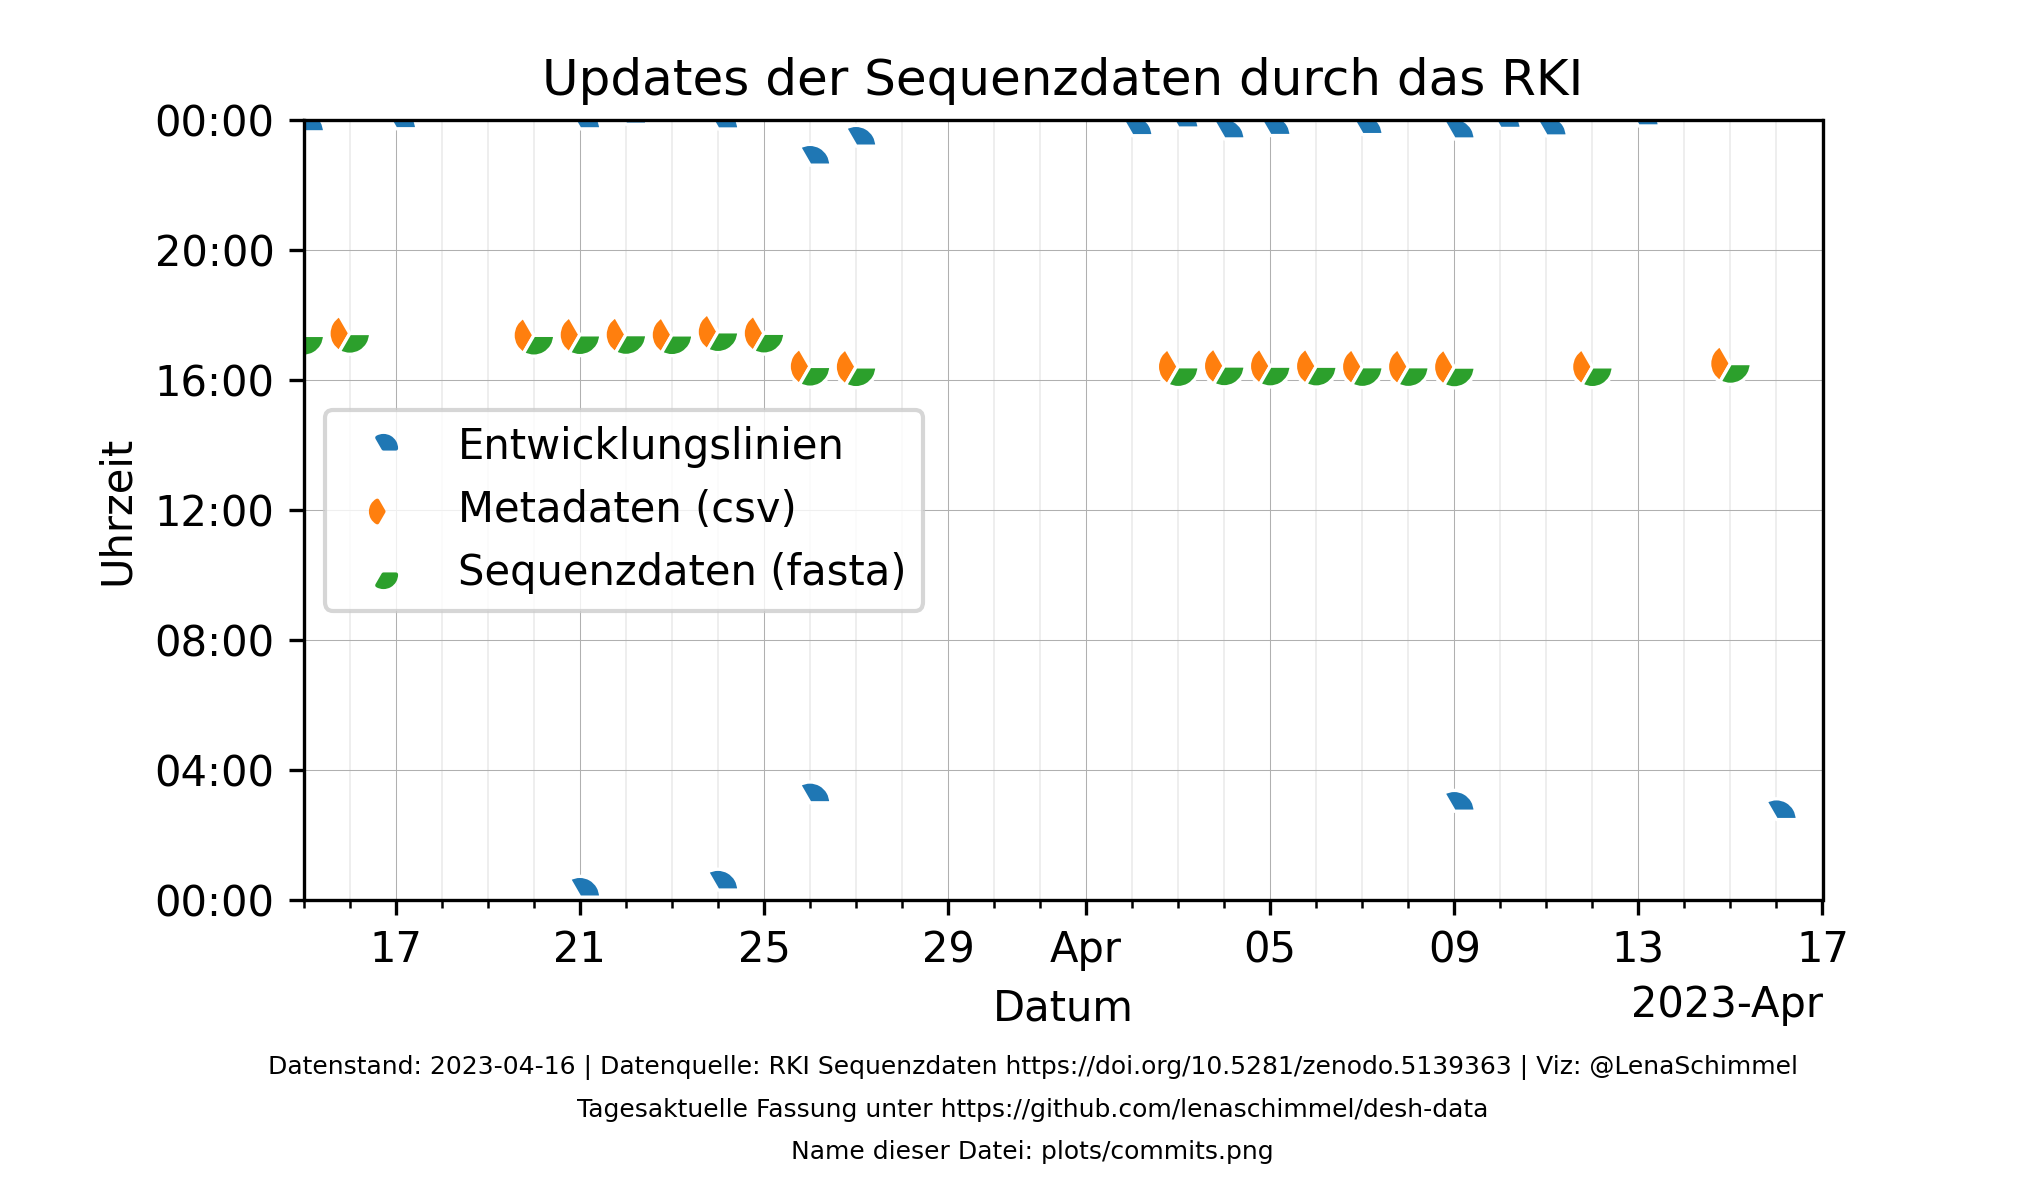 Updates der Sequenzdaten durch das RKI
00:00
20:00
16:00
12:00
08:00
04:00
00:00
Uhrzeit
Entwicklungslinien
Metadaten (csv)
Sequenzdaten (fasta)
17 21 25 29 Apr 05 09 13 17
Datum
2023-Apr
Datenstand: 2023-04-16 | Datenquelle: RKI Sequenzdaten https://doi.org/10.5281/zenodo.5139363 | Viz: @LenaSchimmel
Tagesaktuelle Fassung unter https://github.com/lenaschimmel/desh-data
Name dieser Datei: plots/commits.png